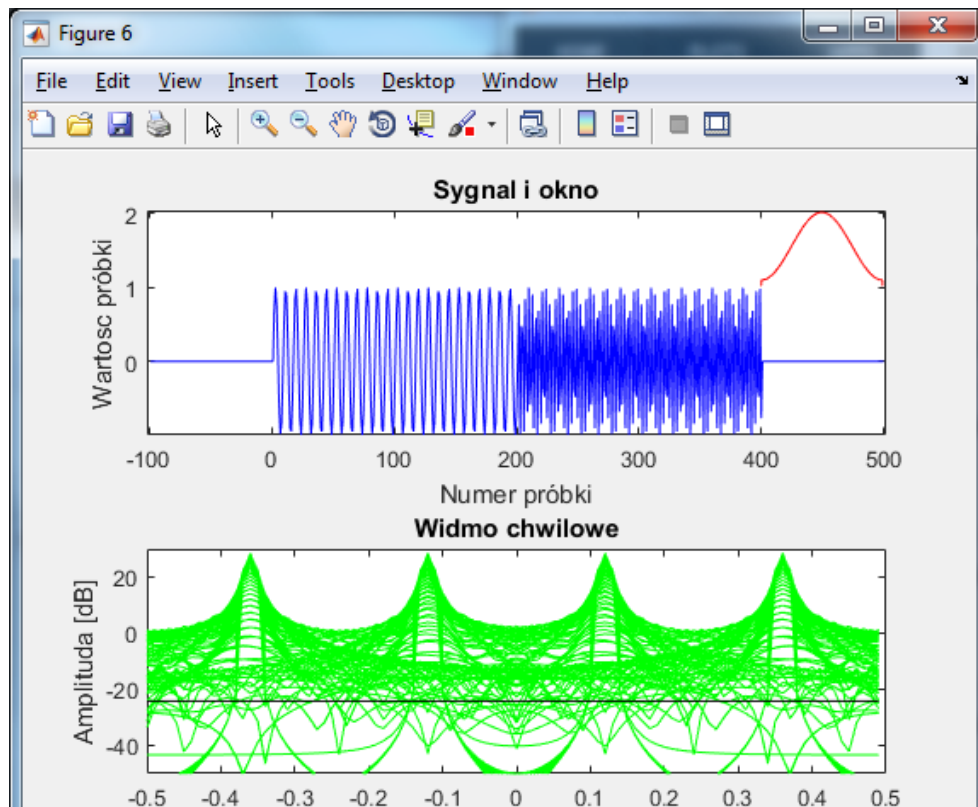 Figure 6
File Edit View Insert Tools Desktop Window Help
Sygnal i okno
Wartosc próbki
2
1
0
-100 0 100 200 300 400 500
Numer próbki
Widmo chwilowe
Amplituda [dB]
20
0
-20
-40
-0.5 -0.4 -0.3 -0.2 -0.1 0 0.1 0.2 0.3 0.4 0.5